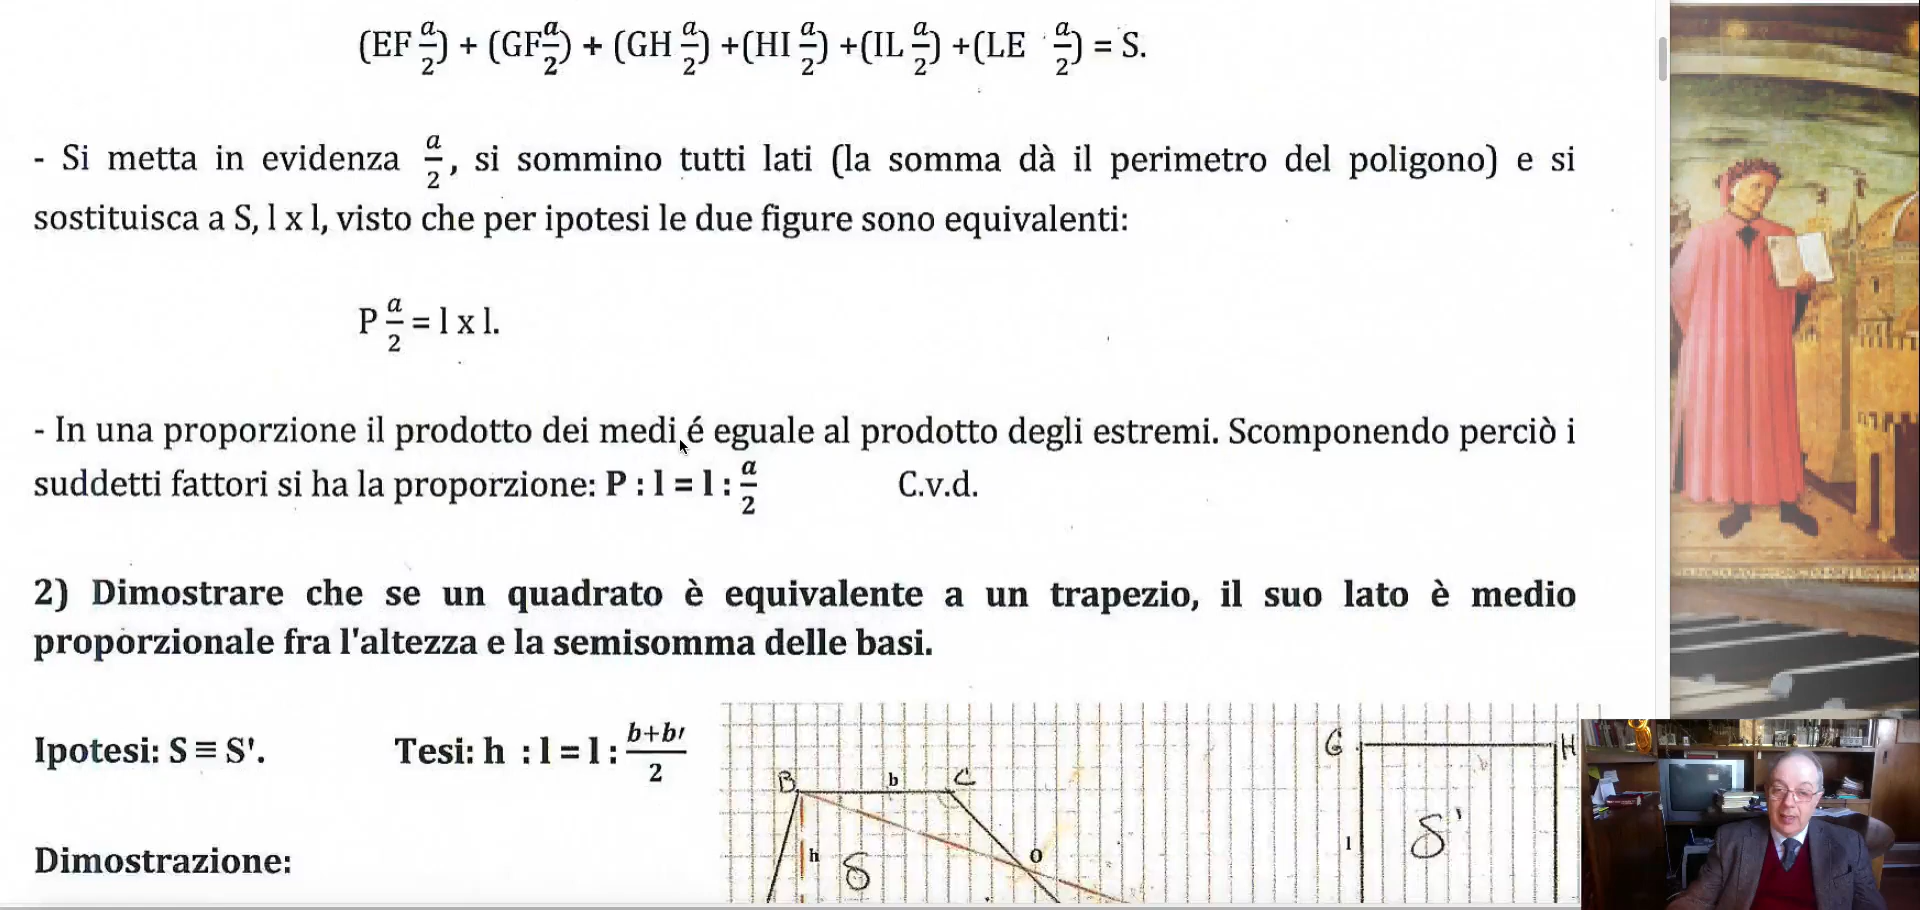 (EF a/2) + (GF a/2) + (GH a/2) +(HI a/2) +(IL a/2) +(LE a/2) = S.
- Si metta in evidenza a/2, si sommino tutti lati (la somma dà il perimetro del poligono) e si
sostituisca a S, l x l, visto che per ipotesi le due figure sono equivalenti:
P a/2 = l x l.
- In una proporzione il prodotto dei medi é eguale al prodotto degli estremi. Scomponendo perciò i
suddetti fattori si ha la proporzione: P : l = l : a/2 C.v.d.
2) Dimostrare che se un quadrato è equivalente a un trapezio, il suo lato è medio
proporzionale fra l'altezza e la semisomma delle basi.
Ipotesi: S ≡ S'. Tesi: h : l = l : b+b'/2
B b C
G H
h S O
l S'
Dimostrazione: